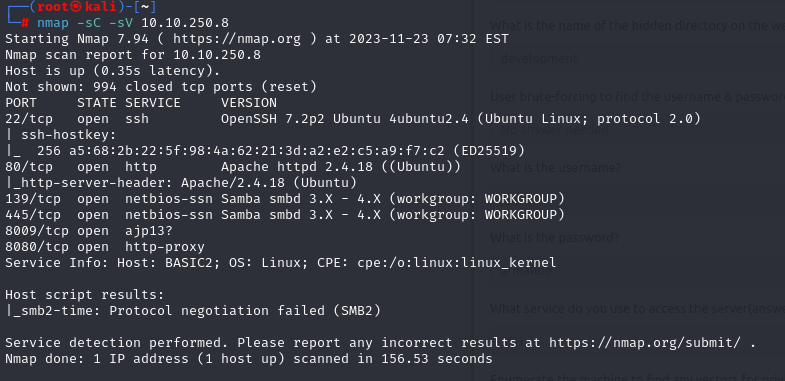 ┌──(root㉿kali)-[~]
└─# nmap -sC -sV 10.10.250.8
Starting Nmap 7.94 ( https://nmap.org ) at 2023-11-23 07:32 EST
Nmap scan report for 10.10.250.8
Host is up (0.35s latency).
Not shown: 994 closed tcp ports (reset)
PORT     STATE SERVICE     VERSION
22/tcp   open  ssh         OpenSSH 7.2p2 Ubuntu 4ubuntu2.4 (Ubuntu Linux; protocol 2.0)
| ssh-hostkey:
|_  256 a5:68:2b:22:5f:98:4a:62:21:3d:a2:e2:c5:a9:f7:c2 (ED25519)
80/tcp   open  http        Apache httpd 2.4.18 ((Ubuntu))
|_http-server-header: Apache/2.4.18 (Ubuntu)
139/tcp  open  netbios-ssn Samba smbd 3.X - 4.X (workgroup: WORKGROUP)
445/tcp  open  netbios-ssn Samba smbd 3.X - 4.X (workgroup: WORKGROUP)
8009/tcp open  ajp13?
8080/tcp open  http-proxy
Service Info: Host: BASIC2; OS: Linux; CPE: cpe:/o:linux:linux_kernel
Host script results:
|_smb2-time: Protocol negotiation failed (SMB2)
Service detection performed. Please report any incorrect results at https://nmap.org/submit/ .
Nmap done: 1 IP address (1 host up) scanned in 156.53 seconds
What is the name of the hidden directory on the we
development
User brute-forcing to find the username & passwor
What is the username?
What is the password?
What service do you use to access the server(answe